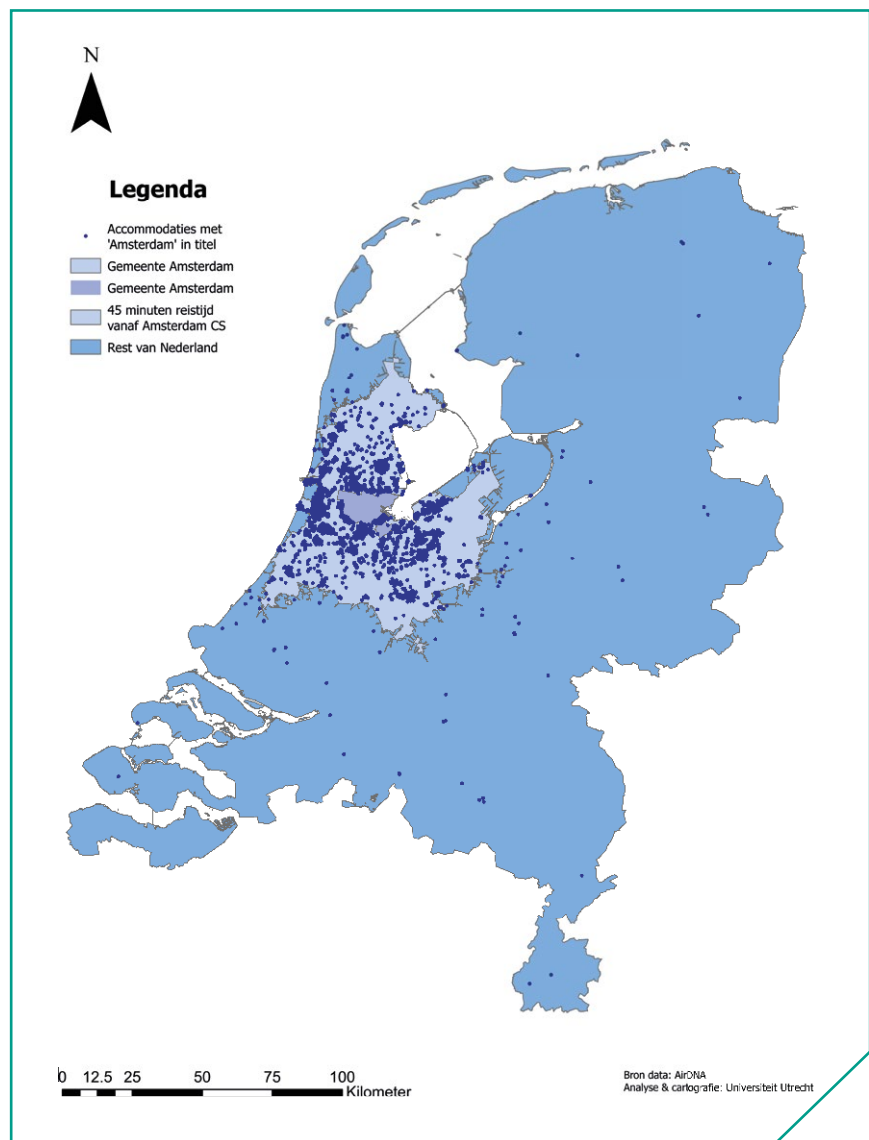 N
Legenda
Accommodaties met
'Amsterdam' in titel
Gemeente Amsterdam
Gemeente Amsterdam
45 minuten reistijd
vanaf Amsterdam CS
Rest van Nederland
0 12.5 25 50 75 100
Kilometer
Bron data: AirDNA
Analyse & cartografie: Universiteit Utrecht